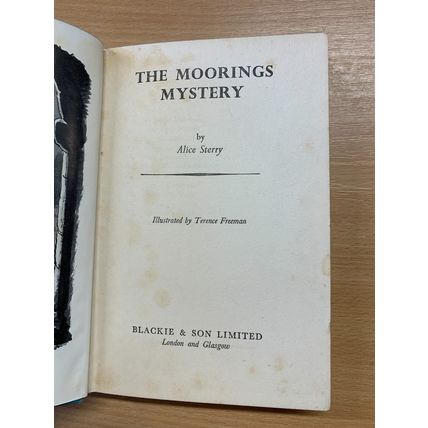 THE MOORINGS
MYSTERY
by
Alice Sterry
Illustrated by Terence Freeman
BLACKIE & SON LIMITED
London and Glasgow